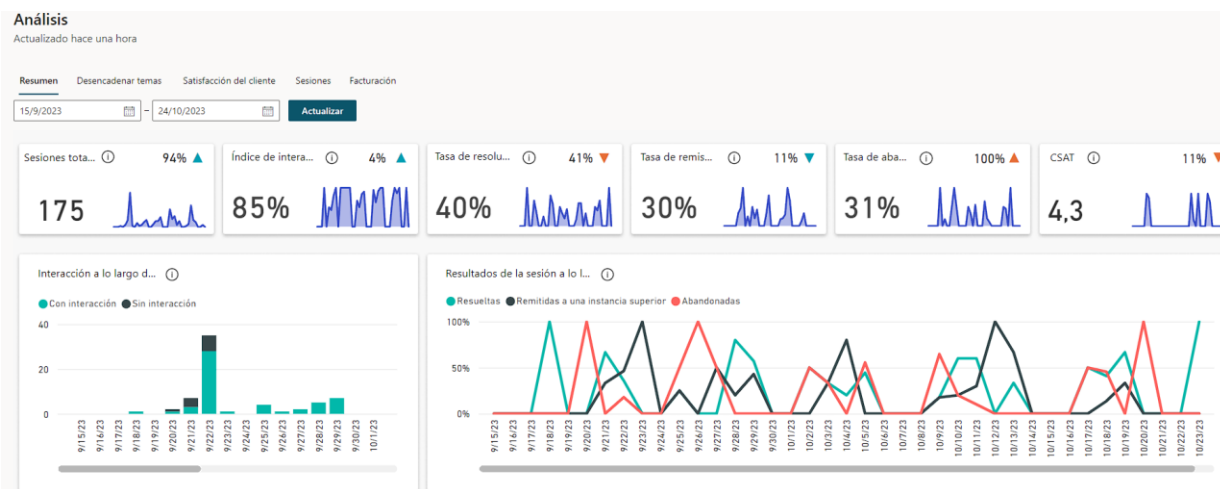 Análisis
Actualizado hace una hora
Resumen Desencadenar temas Satisfacción del cliente Sesiones Facturación
15/9/2023 – 24/10/2023 Actualizar
Sesiones tota... 94%
175
Índice de intera... 4%
85%
Tasa de resolu... 41%
40%
Tasa de remis... 11%
30%
Tasa de aba... 100%
31%
CSAT 11%
4,3
Interacción a lo largo d...
Con interacción Sin interacción
40
20
0
9/15/23 9/16/23 9/17/23 9/18/23 9/19/23 9/20/23 9/21/23 9/22/23 9/23/23 9/24/23 9/25/23 9/26/23 9/27/23 9/28/23 9/29/23 9/30/23 10/1/23
Resultados de la sesión a lo l...
Resueltas Remitidas a una instancia superior Abandonadas
100%
50%
0%
9/15/23 9/16/23 9/17/23 9/18/23 9/19/23 9/20/23 9/21/23 9/22/23 9/23/23 9/24/23 9/25/23 9/26/23 9/27/23 9/28/23 9/29/23 9/30/23 10/1/23 10/2/23 10/3/23 10/4/23 10/5/23 10/6/23 10/7/23 10/8/23 10/9/23 10/10/23 10/11/23 10/12/23 10/13/23 10/14/23 10/15/23 10/16/23 10/17/23 10/18/23 10/19/23 10/20/23 10/21/23 10/22/23 10/23/23